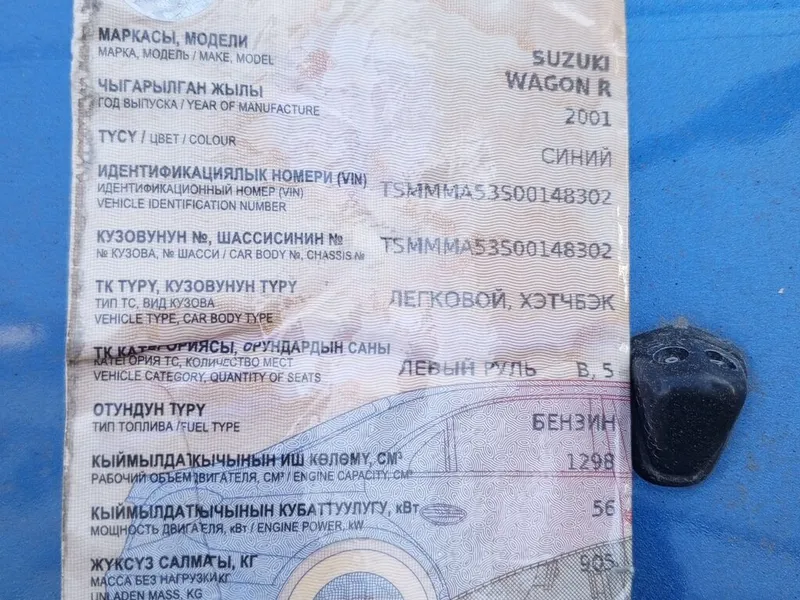 МАРКАСЫ, МОДЕЛИ
МАРКА, МОДЕЛЬ / MAKE, MODEL
SUZUKI
WAGON R
ЧЫГАРЫЛГАН ЖЫЛЫ
ГОД ВЫПУСКА / YEAR OF MANUFACTURE
2001
ТҮСҮ / ЦВЕТ / COLOUR
СИНИЙ
ИДЕНТИФИКАЦИЯЛЫК НОМЕРИ (VIN)
ИДЕНТИФИКАЦИОННЫЙ НОМЕР (VIN)
VEHICLE IDENTIFICATION NUMBER
TSMMMA53S00148302
КУЗОВУНУН №, ШАССИСИНИН №
№ КУЗОВА, № ШАССИ / CAR BODY №, CHASSIS №
TSMMMA53S00148302
ТК ТҮРҮ, КУЗОВУНУН ТҮРҮ
ТИП ТС, ВИД КУЗОВА
VEHICLE TYPE, CAR BODY TYPE
ЛЕГКОВОЙ, ХЭТЧБЭК
ТК КАТЕГОРИЯСЫ, ОРУНДАРДЫН САНЫ
КАТЕГОРИЯ ТС, КОЛИЧЕСТВО МЕСТ
VEHICLE CATEGORY, QUANTITY OF SEATS
ЛЕВЫЙ РУЛЬ B, 5
ОТУНДУН ТҮРҮ
ТИП ТОПЛИВА /FUEL TYPE
БЕНЗИН
КЫЙМЫЛДАТКЫЧЫНЫН ИШ КӨЛӨМҮ, СМ³
РАБОЧИЙ ОБЪЕМ ДВИГАТЕЛЯ, СМ³ / ENGINE CAPACITY, CM³
1298
КЫЙМЫЛДАТКЫЧЫНЫН КУБАТТУУЛУГУ, кВт
МОЩНОСТЬ ДВИГАТЕЛЯ, кВт / ENGINE POWER, kW
56
ЖҮКСҮЗ САЛМАГЫ, КГ
МАССА БЕЗ НАГРУЗКИ КГ
UNLADEN MASS, KG
905